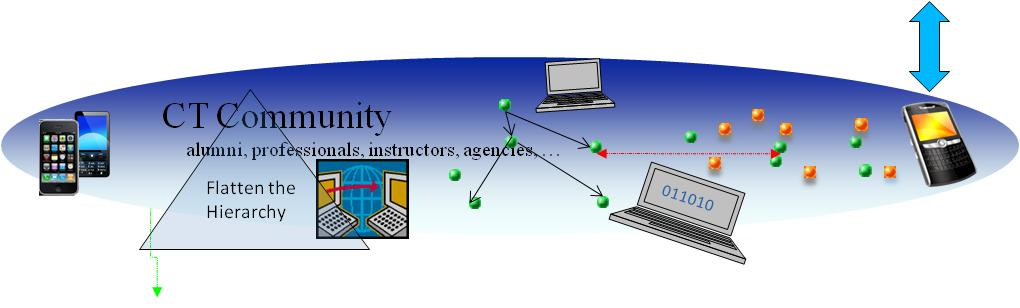 CT Community
alumni, professionals, instructors, agencies, ...
Flatten the
Hierarchy
011010